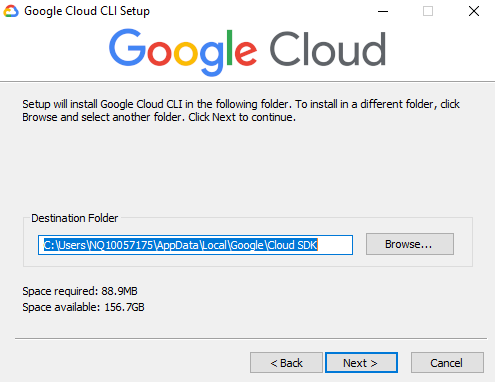 Google Cloud CLI Setup
Google Cloud
Setup will install Google Cloud CLI in the following folder. To install in a different folder, click
Browse and select another folder. Click Next to continue.
Destination Folder
C:\Users\NQ10057175\AppData\Local\Google\Cloud SDK
Browse...
Space required: 88.9MB
Space available: 156.7GB
< Back
Next >
Cancel